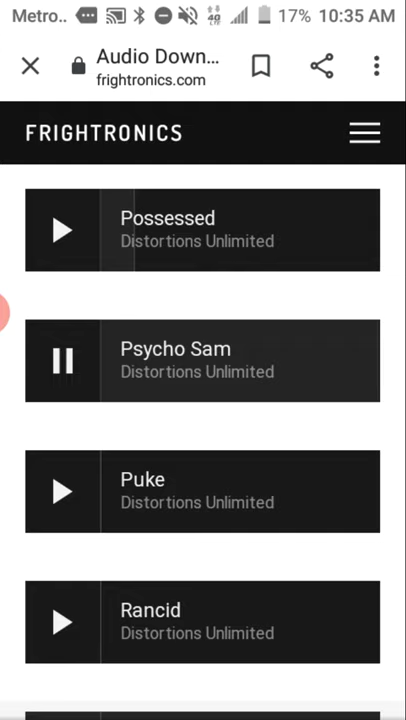 Metro.. 4G 17% 10:35 AM
Audio Down...
frightronics.com
FRIGHTRONICS
Possessed
Distortions Unlimited
Psycho Sam
Distortions Unlimited
Puke
Distortions Unlimited
Rancid
Distortions Unlimited